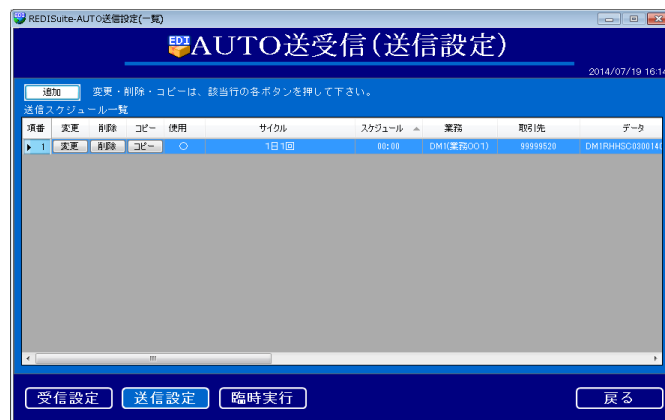 REDISuite-AUTO送信設定(一覧)
EDI AUTO送受信(送信設定)
2014/07/19 16:14
追加 変更・削除・コピーは、該当行の各ボタンを押して下さい。
送信スケジュール一覧
項番 変更 削除 コピー 使用 サイクル スケジュール 業務 取引先 データ
1 変更 削除 コピー ○ 1日1回 00:00 DM1(業務001) 99999520 DM1RHHSC0300140
受信設定 送信設定 臨時実行 戻る